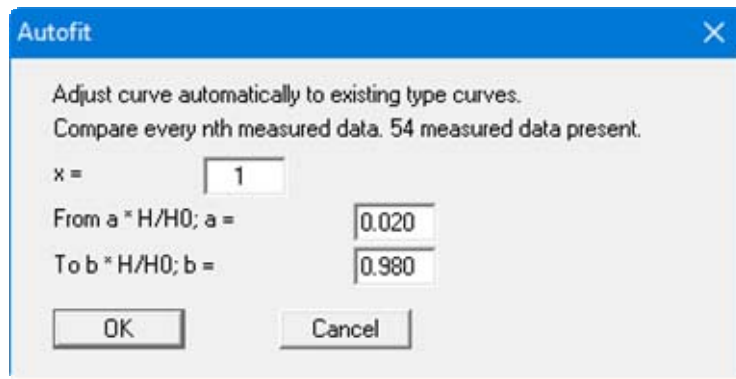 Autofit
Adjust curve automatically to existing type curves.
Compare every nth measured data. 54 measured data present.
x = 1
From a * H/H0; a = 0.020
To b * H/H0; b = 0.980
OK Cancel